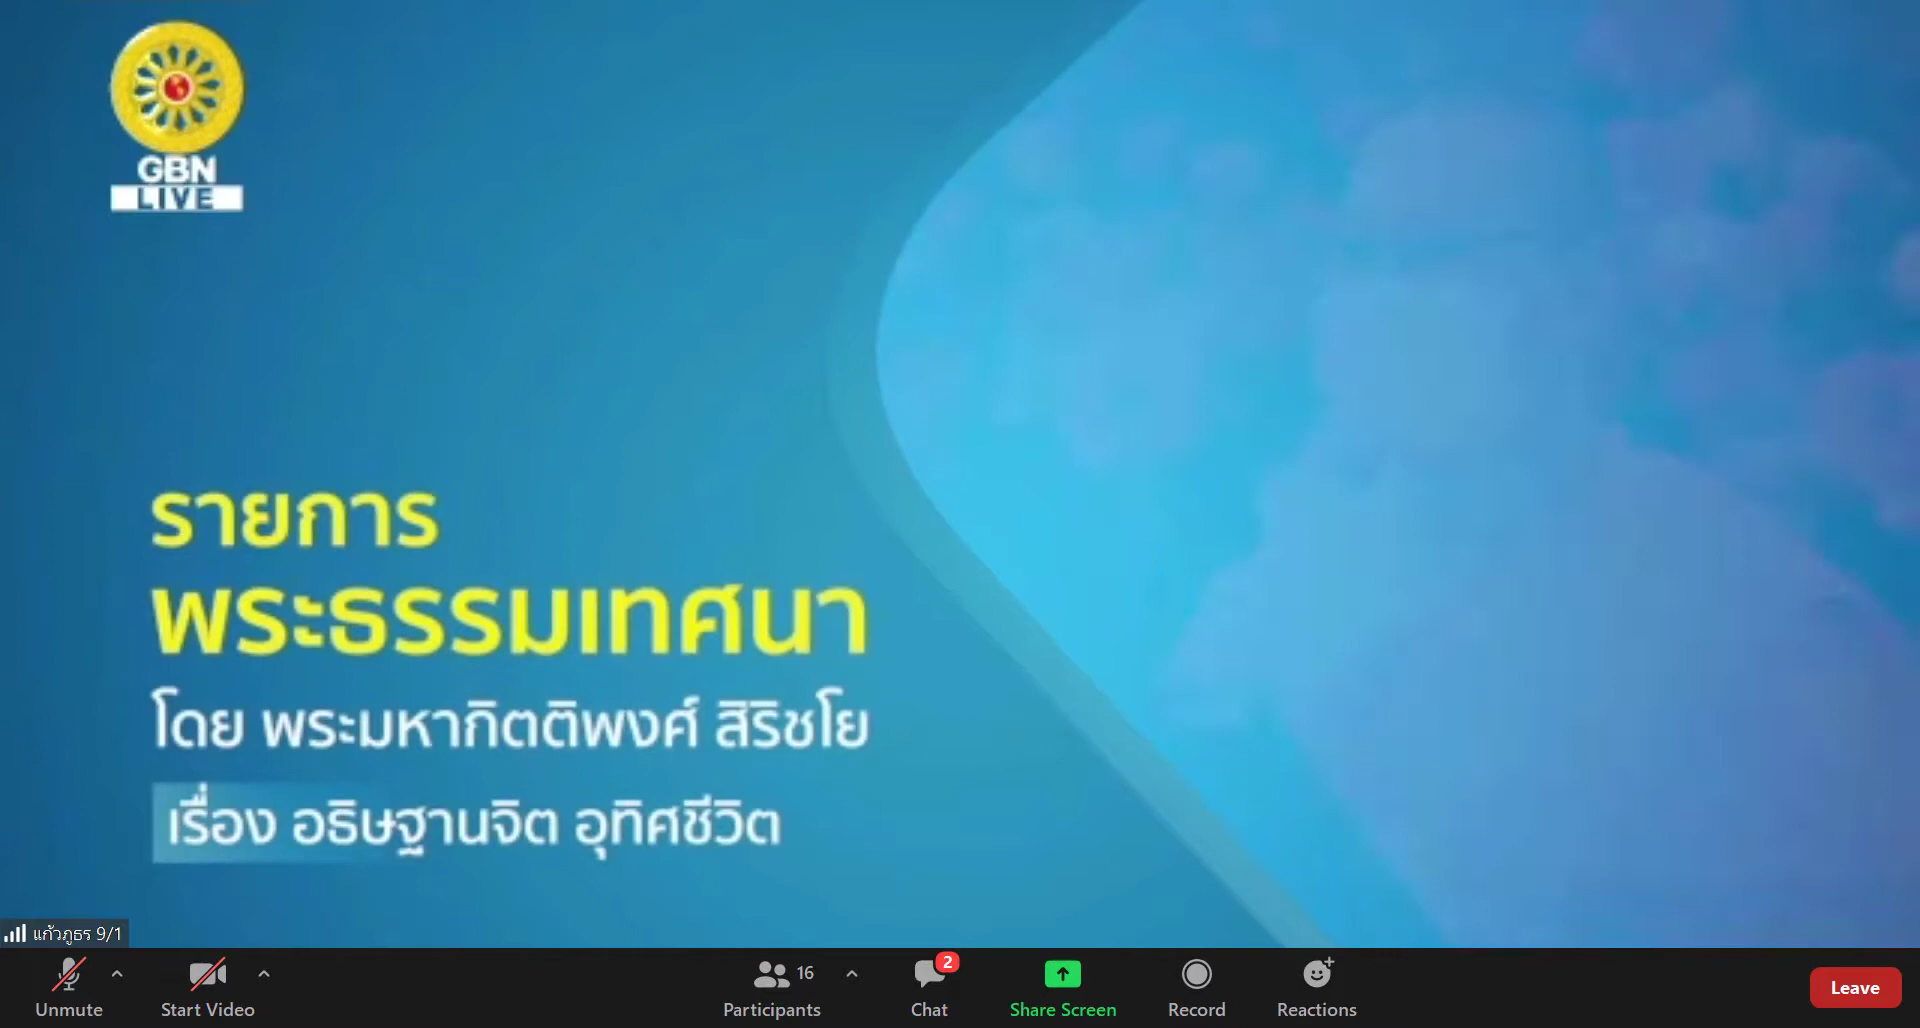 GBN
LIVE
รายการ
พระธรรมเทศนา
โดย พระมหากิตติพงศ์ สิริชโย
เรื่อง อธิษฐานจิต อุทิศชีวิต
แก้วภูธร 9/1
Unmute
Start Video
16
Participants
2
Chat
Share Screen
Record
Reactions
Leave